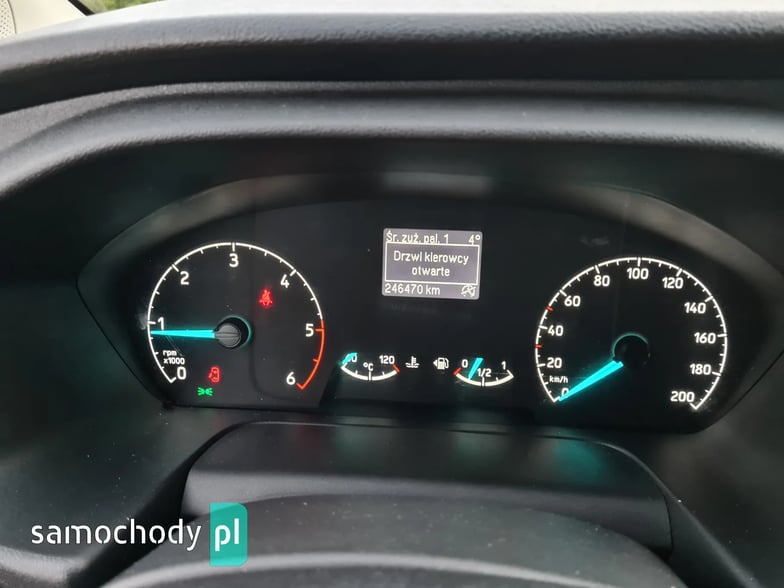 Śr. zuż. pal. 1 4°
Drzwi kierowcy
otwarte
246470 km
0 1 2 3 4 5 6
rpm
x1000
60 120
°C
0 1/2 1
0 20 40 60 80 100 120 140 160 180 200
km/h
samochody pl